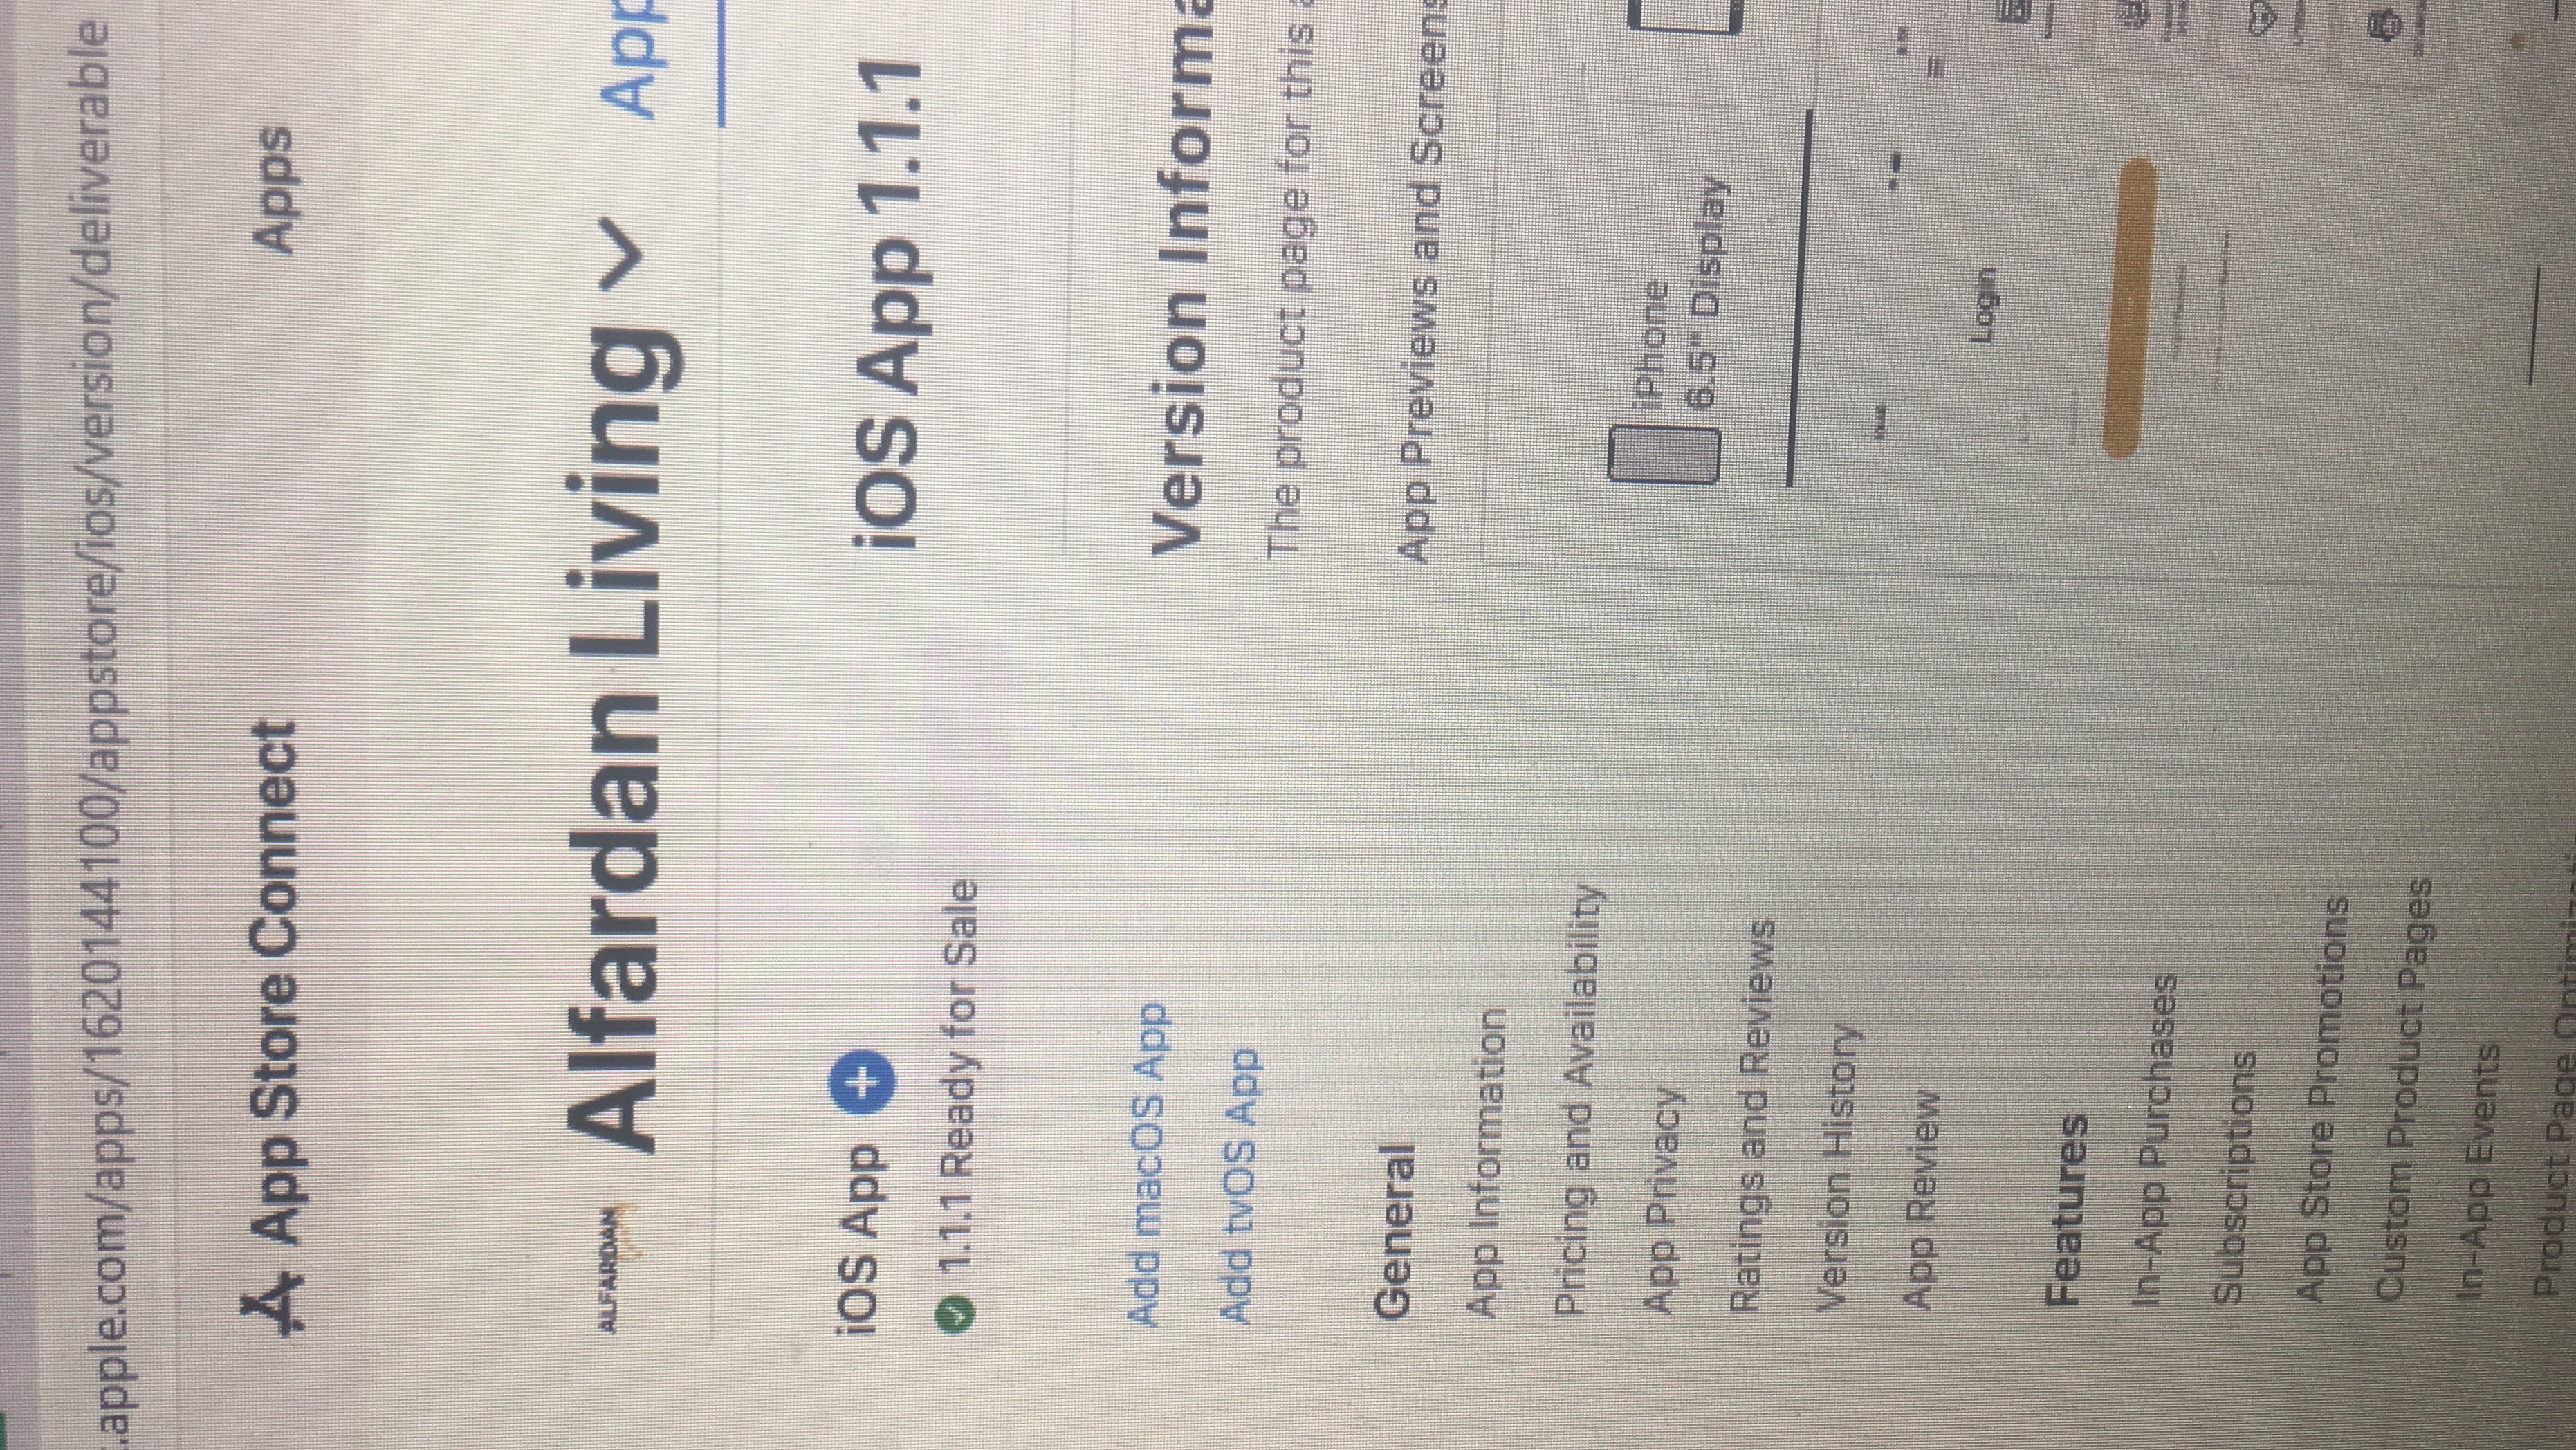 .apple.com/apps/1620144100/appstore/ios/version/deliverable
App Store Connect
Apps
ALFARDAN
Alfardan Living
App
iOS App
1.1.1 Ready for Sale
Add macOS App
Add tvOS App
General
App Information
Pricing and Availability
App Privacy
Ratings and Reviews
Version History
App Review
Features
In-App Purchases
Subscriptions
App Store Promotions
Custom Product Pages
In-App Events
Product Page Optimizati
iOS App 1.1.1
Version Informa
The product page for this a
App Previews and Screens
iPhone
6.5" Display
Login